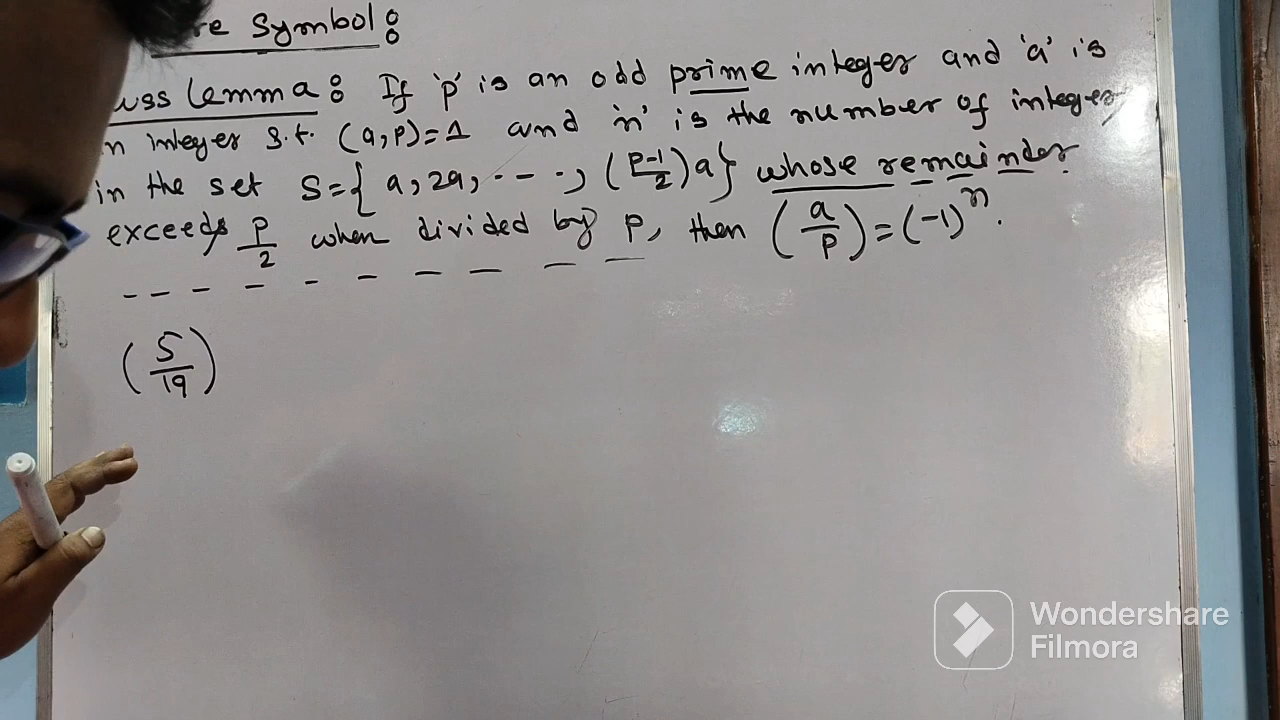 re Symbol:
uss Lemma: If 'p' is an odd prime integer and 'a' is
n integer s.t. (a,p)=1 and 'n' is the number of integer
in the set S={a, 2a, ----, (p-1/2)a} whose remainder
exceeds p/2 when divided by p, then (a/p)=(-1)^n.
(5/19)
Wondershare
Filmora